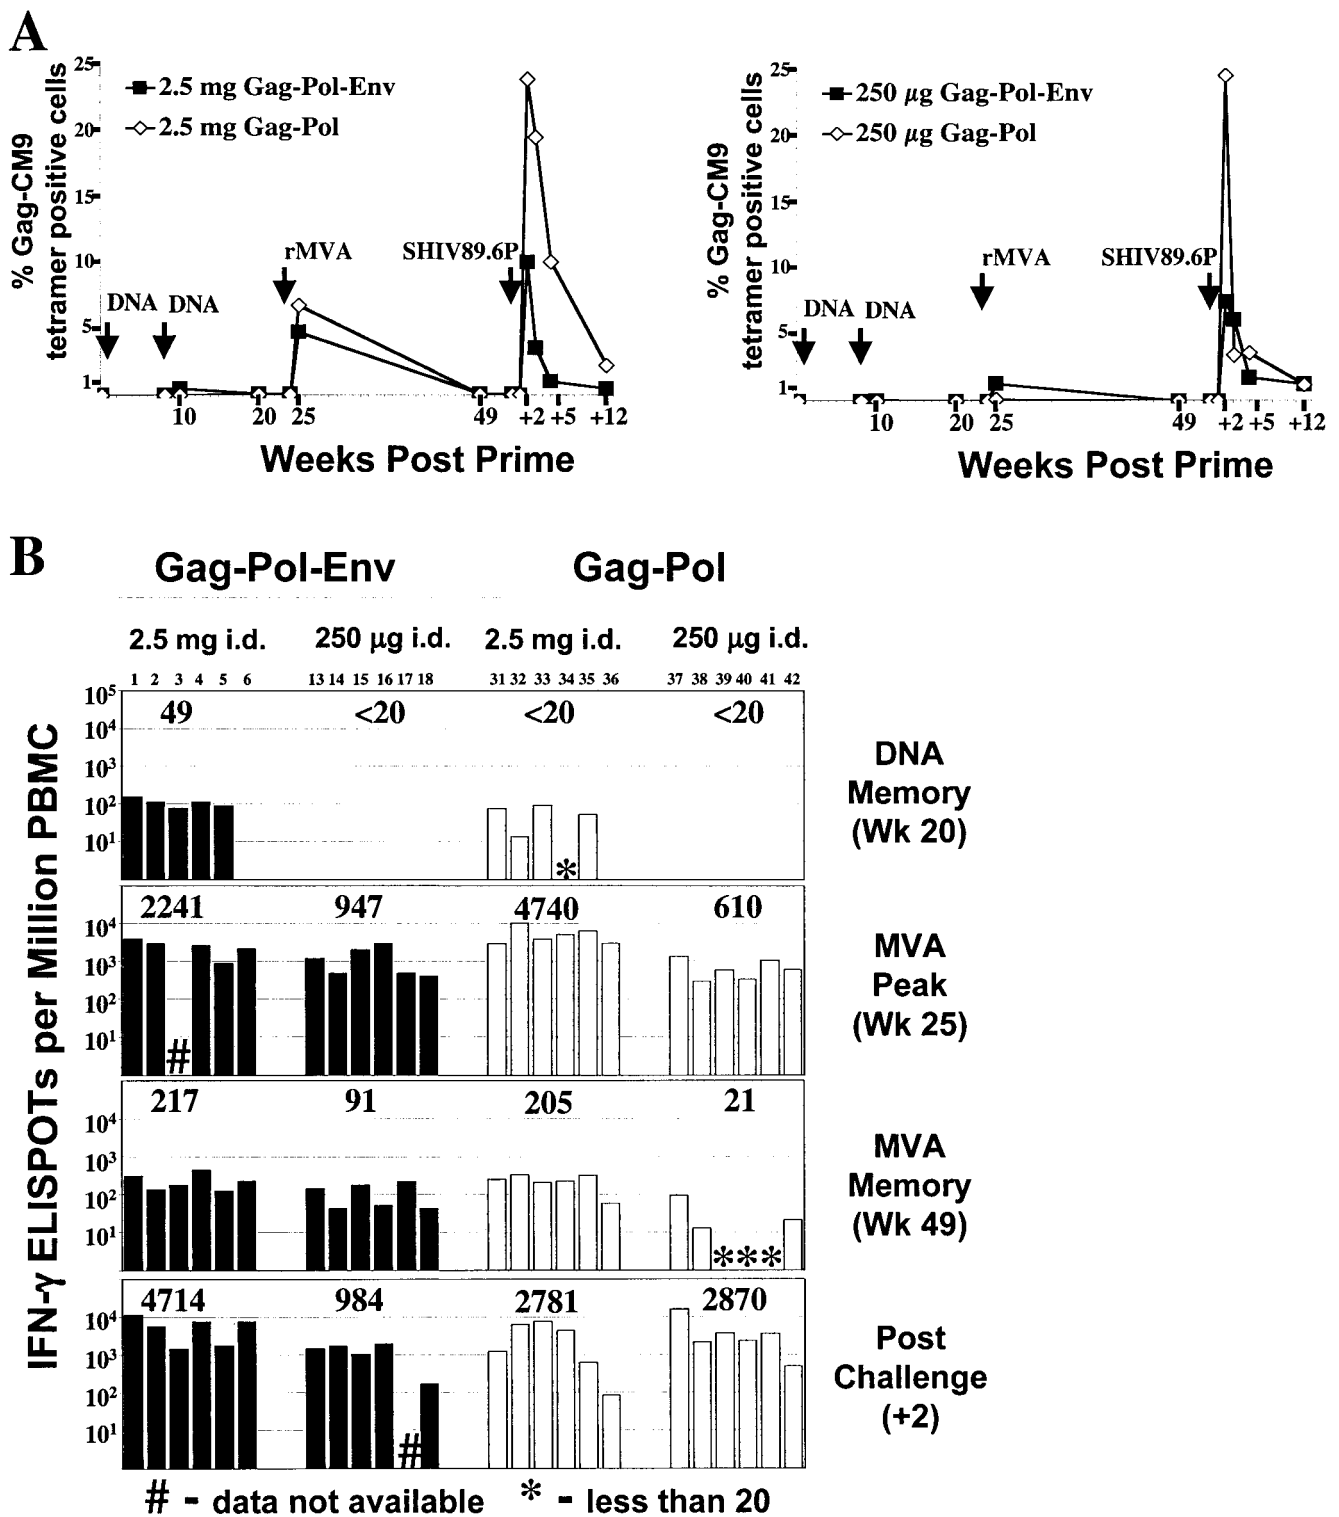 A
% Gag-CM9
tetramer positive cells
25
20
15
10
5
1
2.5 mg Gag-Pol-Env
2.5 mg Gag-Pol
DNA
DNA
rMVA
SHIV89.6P
10
20
25
49
+2
+5
+12
Weeks Post Prime
% Gag-CM9
tetramer positive cells
25
20
15
10
5
1
250 µg Gag-Pol-Env
250 µg Gag-Pol
DNA
DNA
rMVA
SHIV89.6P
10
20
25
49
+2
+5
+12
Weeks Post Prime
B
Gag-Pol-Env
Gag-Pol
2.5 mg i.d.
250 µg i.d.
2.5 mg i.d.
250 µg i.d.
1 2 3 4 5 6
13 14 15 16 17 18
31 32 33 34 35 36
37 38 39 40 41 42
IFN-γ ELISPOTs per Million PBMC
10⁵
10⁴
10³
10²
10¹
49
<20
<20
<20
*
DNA
Memory
(Wk 20)
10⁴
10³
10²
10¹
2241
947
4740
610
#
MVA
Peak
(Wk 25)
10⁴
10³
10²
10¹
217
91
205
21
***
MVA
Memory
(Wk 49)
10⁴
10³
10²
10¹
4714
984
2781
2870
#
Post
Challenge
(+2)
# - data not available
* - less than 20